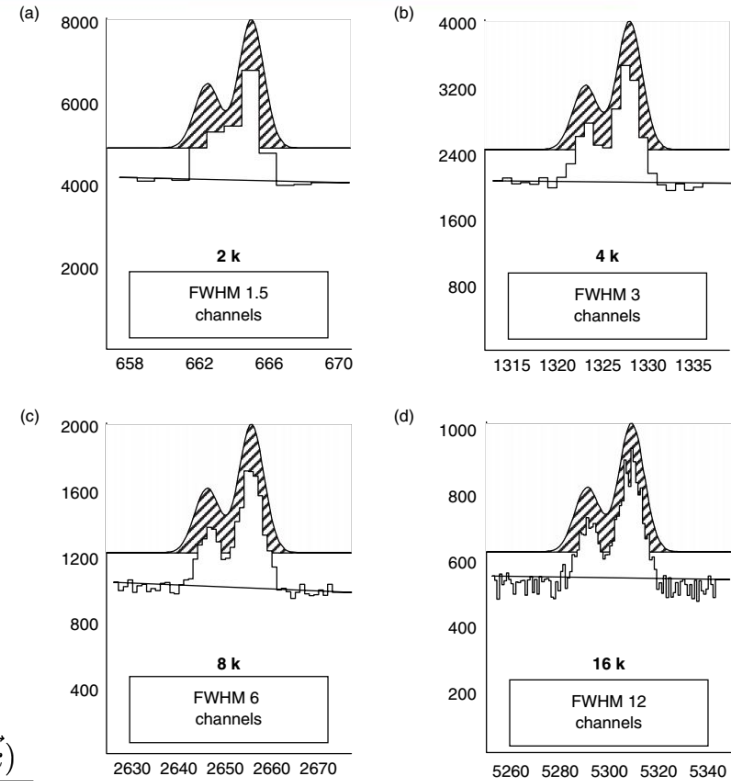 (a)
8000
6000
4000
2000
2 k
FWHM 1.5
channels
658 662 666 670
(b)
4000
3200
2400
1600
800
4 k
FWHM 3
channels
1315 1320 1325 1330 1335
(c)
2000
1600
1200
800
400
8 k
FWHM 6
channels
2630 2640 2650 2660 2670
(d)
1000
800
600
400
200
16 k
FWHM 12
channels
5260 5280 5300 5320 5340